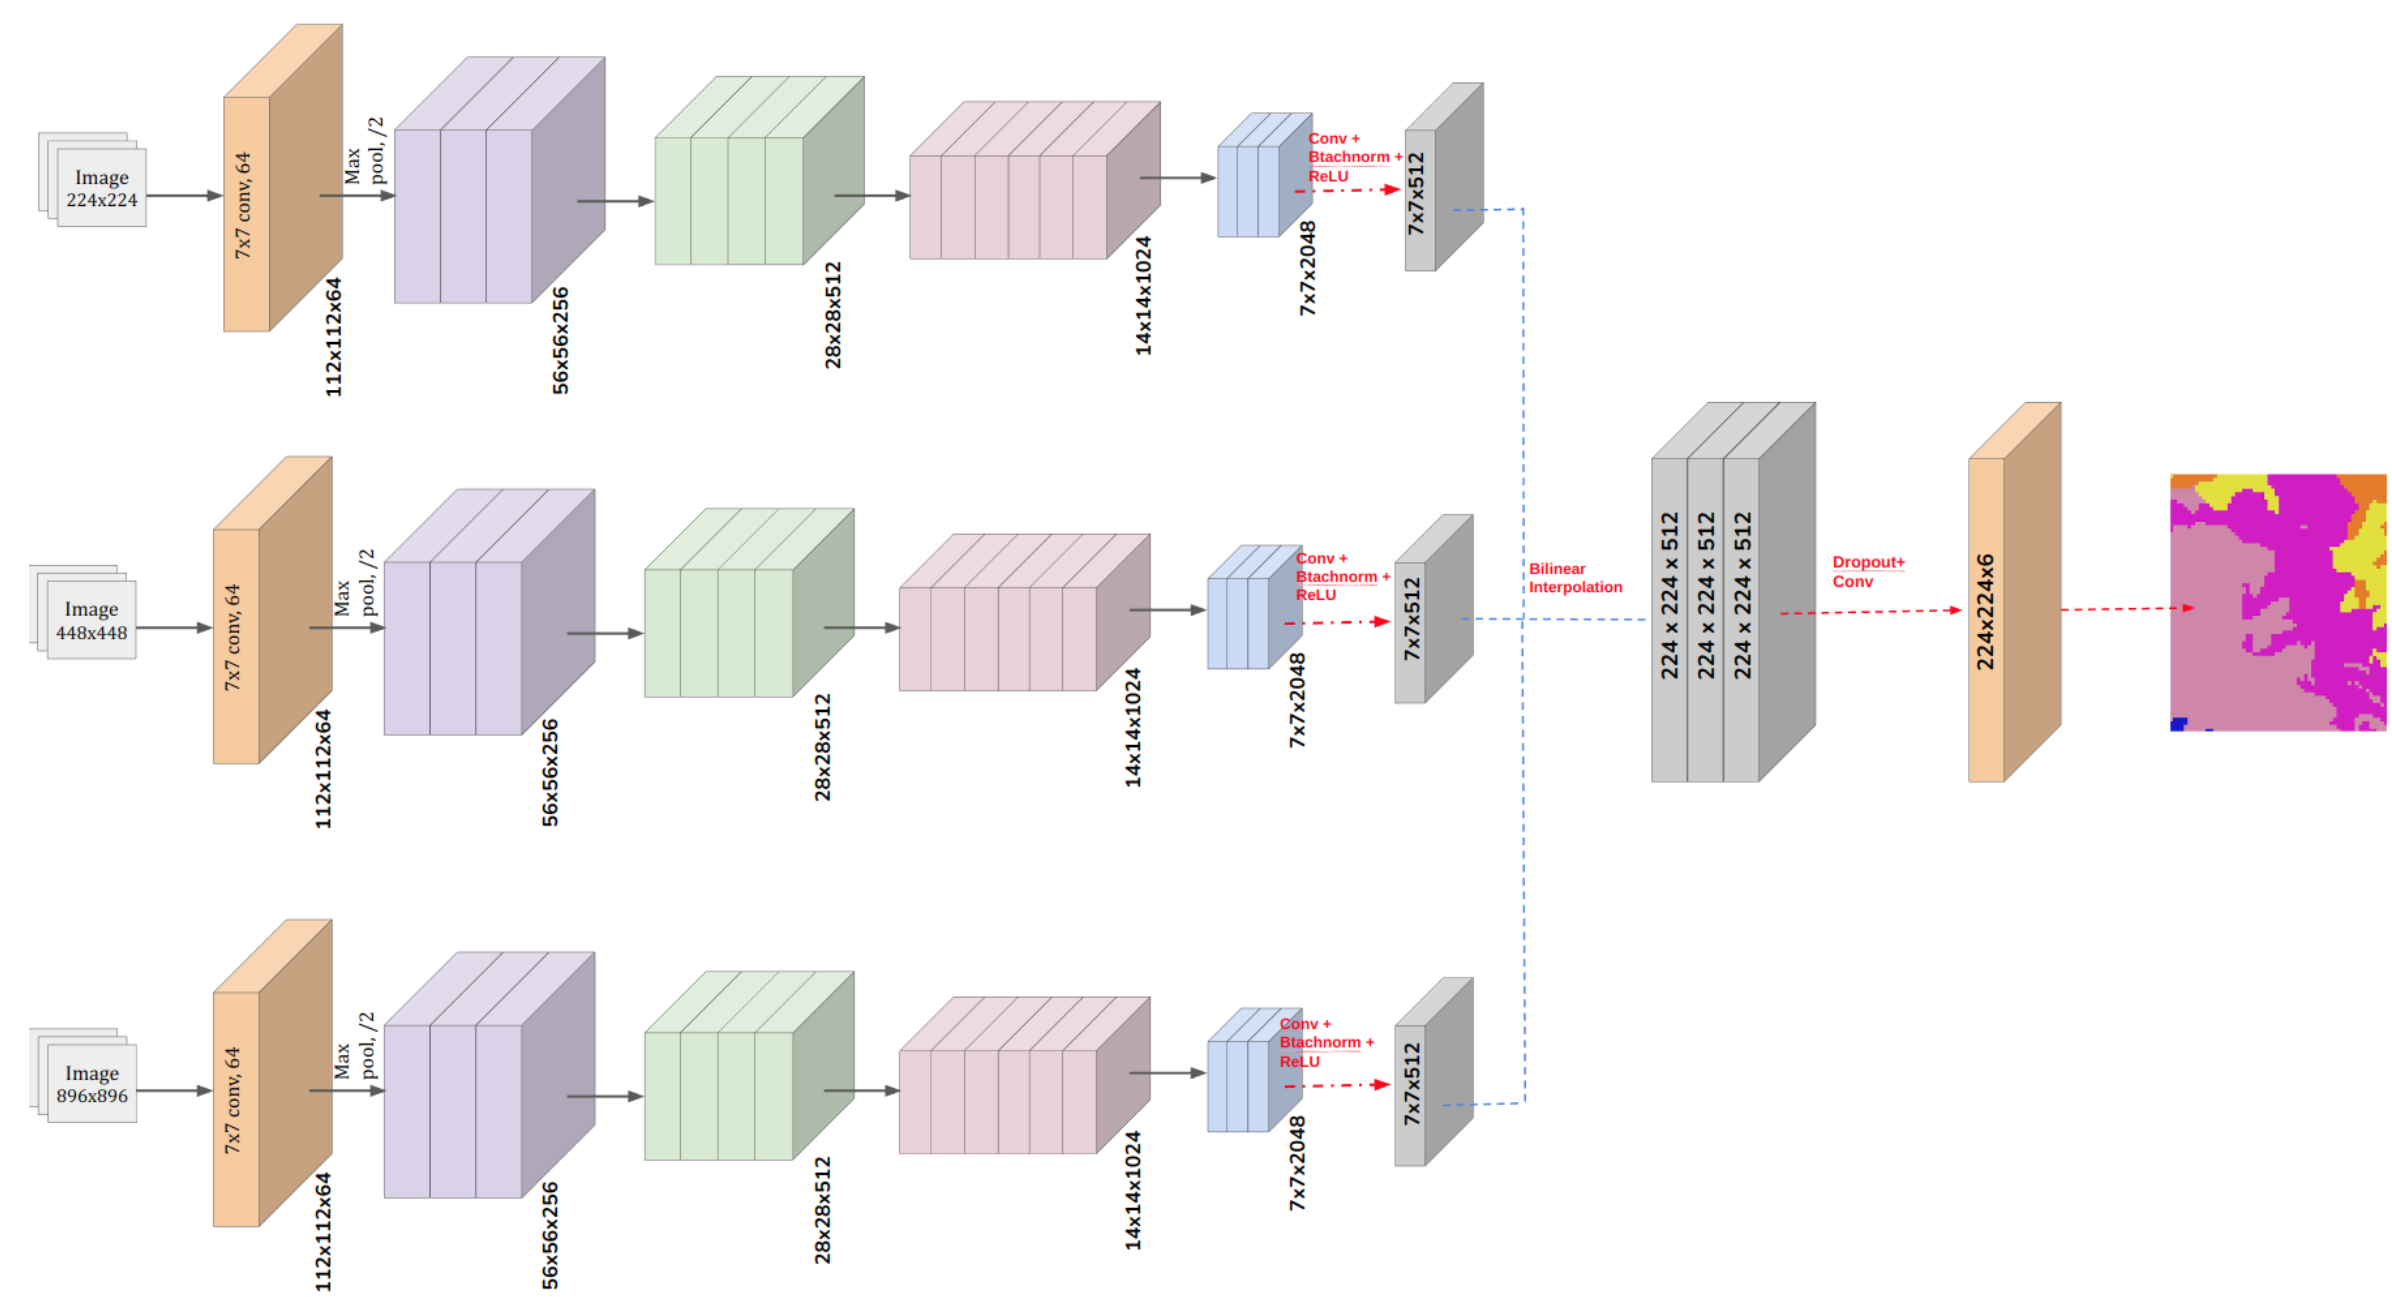 Image
224x224
7x7 conv, 64
112x112x64
Max
pool, /2
56x56x256
28x28x512
14x14x1024
7x7x2048
Conv +
Btachnorm +
ReLU
7x7x512
Image
448x448
7x7 conv, 64
112x112x64
Max
pool, /2
56x56x256
28x28x512
14x14x1024
7x7x2048
Conv +
Btachnorm +
ReLU
7x7x512
Bilinear
Interpolation
224 x 224 x 512
224 x 224 x 512
224 x 224 x 512
Dropout+
Conv
224x224x6
Image
896x896
7x7 conv, 64
112x112x64
Max
pool, /2
56x56x256
28x28x512
14x14x1024
7x7x2048
Conv +
Btachnorm +
ReLU
7x7x512